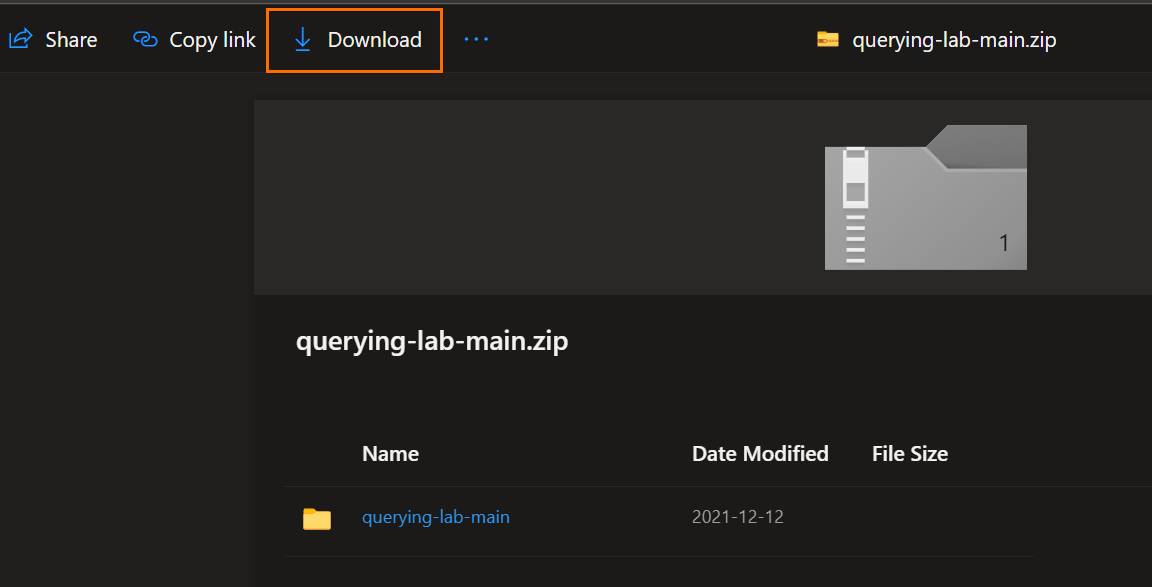 Share Copy link Download ... querying-lab-main.zip
1
querying-lab-main.zip
Name Date Modified File Size
querying-lab-main 2021-12-12